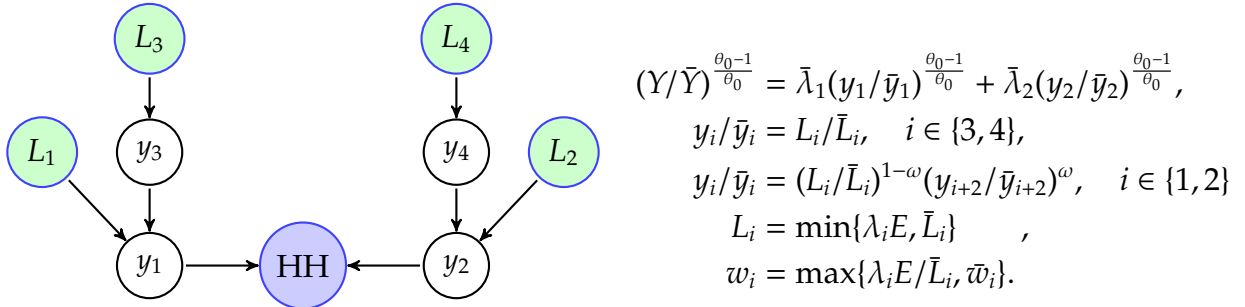 L₃
L₄
L₁
y₃
y₄
L₂
y₁
HH
y₂
(Y/Ȳ)^{(θ₀−1)/θ₀} = λ̄₁(y₁/ȳ₁)^{(θ₀−1)/θ₀} + λ̄₂(y₂/ȳ₂)^{(θ₀−1)/θ₀},
yᵢ/ȳᵢ = Lᵢ/L̄ᵢ, i ∈ {3, 4},
yᵢ/ȳᵢ = (Lᵢ/L̄ᵢ)^{1−ω}(yᵢ₊₂/ȳᵢ₊₂)^ω, i ∈ {1, 2}
Lᵢ = min{λᵢE, L̄ᵢ} ,
wᵢ = max{λᵢE/L̄ᵢ, w̄ᵢ}.